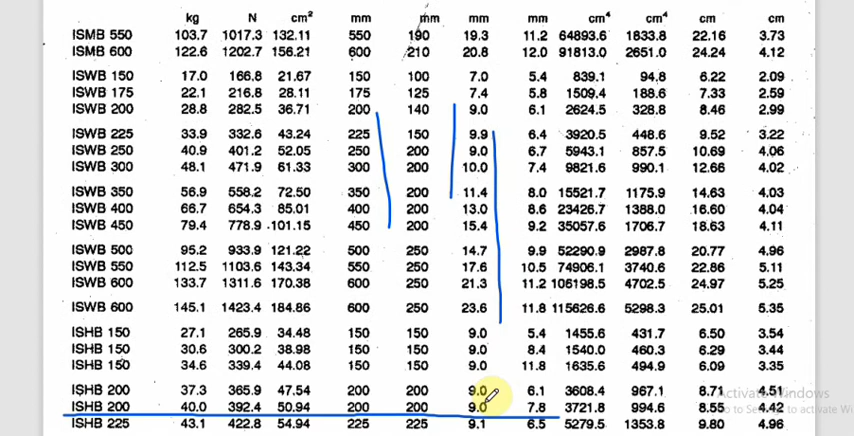 kg N cm² mm mm mm mm cm⁴ cm⁴ cm cm
ISMB 550 103.7 1017.3 132.11 550 190 19.3 11.2 64893.6 1833.8 22.16 3.73
ISMB 600 122.6 1202.7 156.21 600 210 20.8 12.0 91813.0 2651.0 24.24 4.12
ISWB 150 17.0 166.8 21.67 150 100 7.0 5.4 839.1 94.8 6.22 2.09
ISWB 175 22.1 216.8 28.11 175 125 7.4 5.8 1509.4 188.6 7.33 2.59
ISWB 200 28.8 282.5 36.71 200 140 9.0 6.1 2624.5 328.8 8.46 2.99
ISWB 225 33.9 332.6 43.24 225 150 9.9 6.4 3920.5 448.6 9.52 3.22
ISWB 250 40.9 401.2 52.05 250 200 9.0 6.7 5943.1 857.5 10.69 4.06
ISWB 300 48.1 471.9 61.33 300 200 10.0 7.4 9821.6 990.1 12.66 4.02
ISWB 350 56.9 558.2 72.50 350 200 11.4 8.0 15521.7 1175.9 14.63 4.03
ISWB 400 66.7 654.3 85.01 400 200 13.0 8.6 23426.7 1388.0 16.60 4.04
ISWB 450 79.4 778.9 101.15 450 200 15.4 9.2 35057.6 1706.7 18.63 4.11
ISWB 500 95.2 933.9 121.22 500 250 14.7 9.9 52290.9 2987.8 20.77 4.96
ISWB 550 112.5 1103.6 143.34 550 250 17.6 10.5 74906.1 3740.6 22.86 5.11
ISWB 600 133.7 1311.6 170.38 600 250 21.3 11.2 106198.5 4702.5 24.97 5.25
ISWB 600 145.1 1423.4 184.86 600 250 23.6 11.8 115626.6 5298.3 25.01 5.35
ISHB 150 27.1 265.9 34.48 150 150 9.0 5.4 1455.6 431.7 6.50 3.54
ISHB 150 30.6 300.2 38.98 150 150 9.0 8.4 1540.0 460.3 6.29 3.44
ISHB 150 34.6 339.4 44.08 150 150 9.0 11.8 1635.6 494.9 6.09 3.35
ISHB 200 37.3 365.9 47.54 200 200 9.0 6.1 3608.4 967.1 8.71 4.51
Activate Windows
ISHB 200 40.0 392.4 50.94 200 200 9.0 7.8 3721.8 994.6 8.55 4.42
to activate Wi
ISHB 225 43.1 422.8 54.94 225 225 9.1 6.5 5279.5 1353.8 9.80 4.96